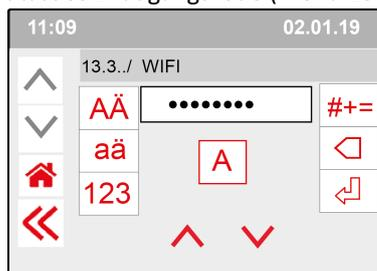 11:09 02.01.19
13.3../ WIFI
AÄ •••••••• #+=
aä A
123